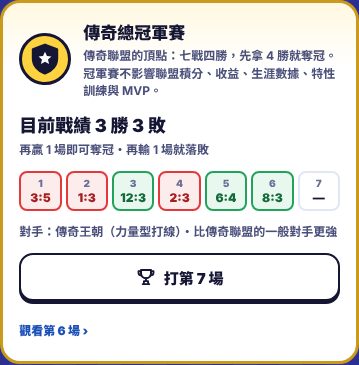 傳奇總冠軍賽
傳奇聯盟的頂點：七戰四勝，先拿 4 勝就奪冠。
冠軍賽不影響聯盟積分、收益、生涯數據、特性
訓練與 MVP。
目前戰績 3 勝 3 敗
再贏 1 場即可奪冠・再輸 1 場就落敗
1 2 3 4 5 6 7
3:5 1:3 12:3 2:3 6:4 8:3 —
對手：傳奇王朝（力量型打線）・比傳奇聯盟的一般對手更強
打第 7 場
觀看第 6 場 ›